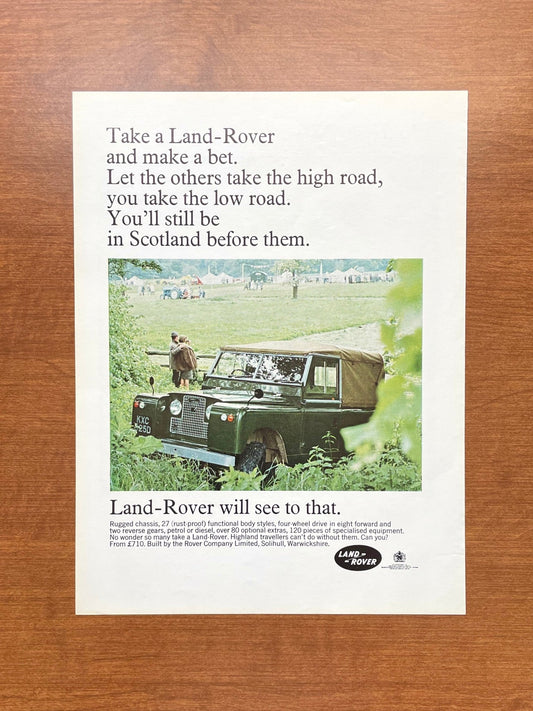 Take a Land-Rover
and make a bet.
Let the others take the high road,
you take the low road.
You'll still be
in Scotland before them.
KXC
25D
Land-Rover will see to that.
Rugged chassis, 27 (rust-proof) functional body styles, four-wheel drive in eight forward and
two reverse gears, petrol or diesel, over 80 optional extras, 120 pieces of specialised equipment.
No wonder so many take a Land-Rover. Highland travellers can't do without them. Can you?
From £710. Built by the Rover Company Limited, Solihull, Warwickshire.
LAND
ROVER